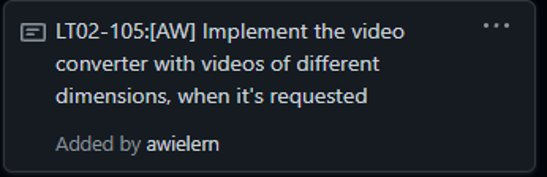 LT02-105:[AW] Implement the video
converter with videos of different
dimensions, when it's requested
Added by awielern